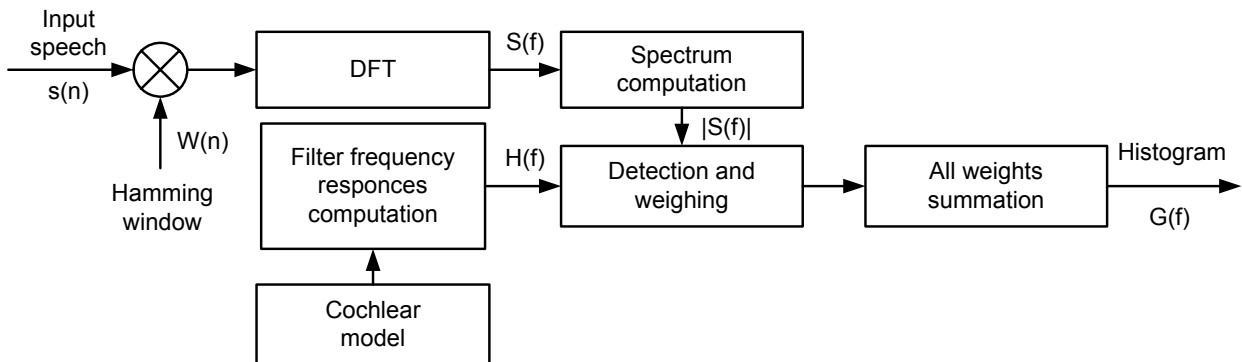 Input
speech
s(n)
W(n)
Hamming
window
DFT
S(f)
Spectrum
computation
|S(f)|
Filter frequency
responces
computation
H(f)
Detection and
weighing
All weights
summation
Histogram
G(f)
Cochlear
model